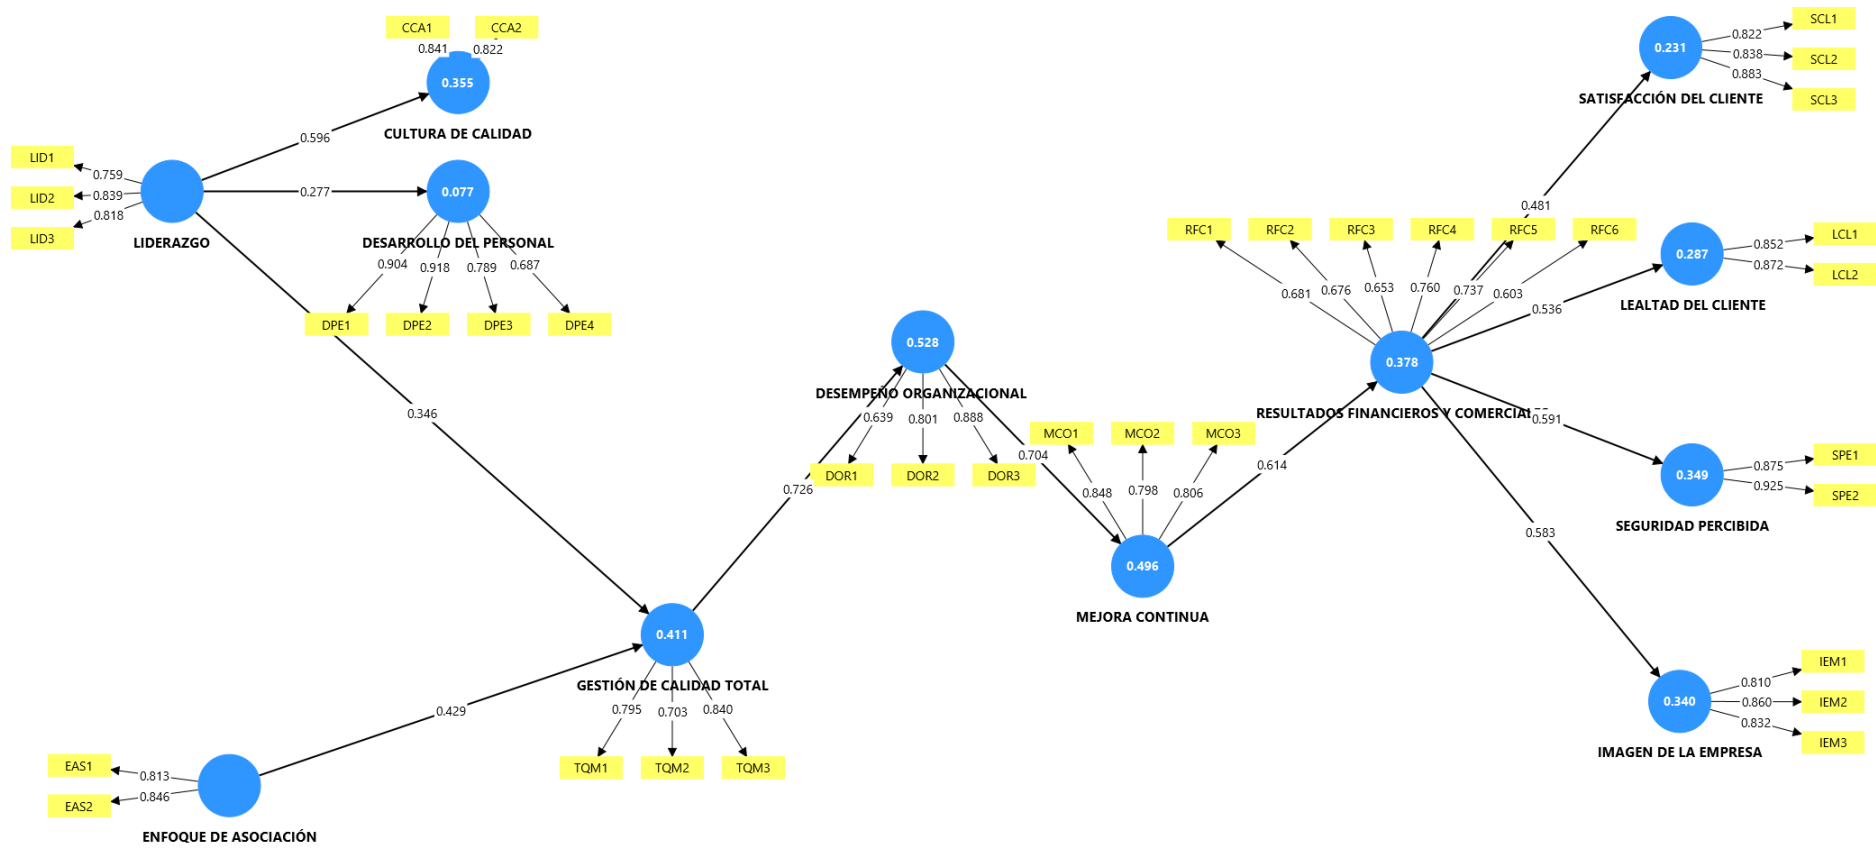 CCA1
CCA2
0.841
0.822
0.355
CULTURA DE CALIDAD
0.596
LID1
LID2
LID3
0.759
0.839
0.818
LIDERAZGO
0.277
0.077
DESARROLLO DEL PERSONAL
0.904
0.918
0.789
0.687
DPE1
DPE2
DPE3
DPE4
0.346
0.429
EAS1
EAS2
0.813
0.846
ENFOQUE DE ASOCIACIÓN
0.411
GESTIÓN DE CALIDAD TOTAL
0.795
0.703
0.840
TQM1
TQM2
TQM3
0.726
0.528
DESEMPEÑO ORGANIZACIONAL
0.639
0.801
0.888
DOR1
DOR2
DOR3
0.704
MCO1
MCO2
MCO3
0.848
0.798
0.806
0.496
MEJORA CONTINUA
0.614
RFC1
RFC2
RFC3
RFC4
RFC5
RFC6
0.681
0.676
0.653
0.760
0.737
0.603
0.378
RESULTADOS FINANCIEROS Y COMERCIALES
0.481
0.536
0.591
0.583
0.231
SATISFACCIÓN DEL CLIENTE
0.822
0.838
0.883
SCL1
SCL2
SCL3
0.287
LEALTAD DEL CLIENTE
0.852
0.872
LCL1
LCL2
0.349
SEGURIDAD PERCIBIDA
0.875
0.925
SPE1
SPE2
0.340
IMAGEN DE LA EMPRESA
0.810
0.860
0.832
IEM1
IEM2
IEM3